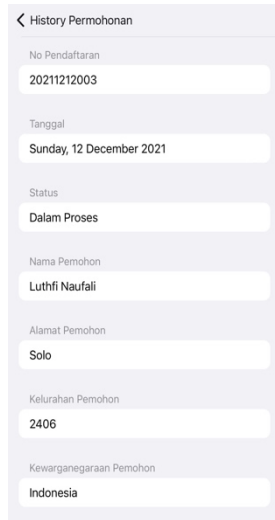 History Permohonan
No Pendaftaran
20211212003
Tanggal
Sunday, 12 December 2021
Status
Dalam Proses
Nama Pemohon
Luthfi Naufali
Alamat Pemohon
Solo
Kelurahan Pemohon
2406
Kewarganegaraan Pemohon
Indonesia